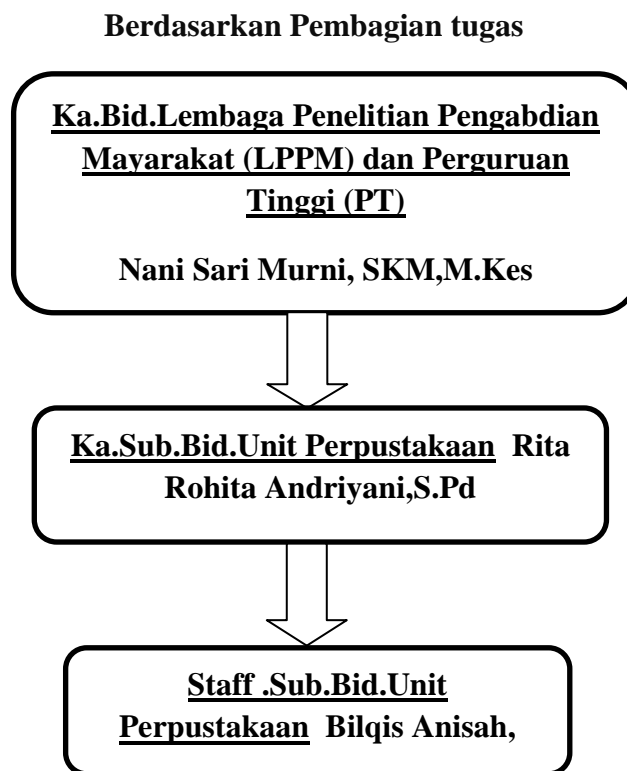 Berdasarkan Pembagian tugas
Ka.Bid.Lembaga Penelitian Pengabdian
Mayarakat (LPPM) dan Perguruan
Tinggi (PT)
Nani Sari Murni, SKM,M.Kes
Ka.Sub.Bid.Unit Perpustakaan Rita
Rohita Andriyani,S.Pd
Staff .Sub.Bid.Unit
Perpustakaan Bilqis Anisah,